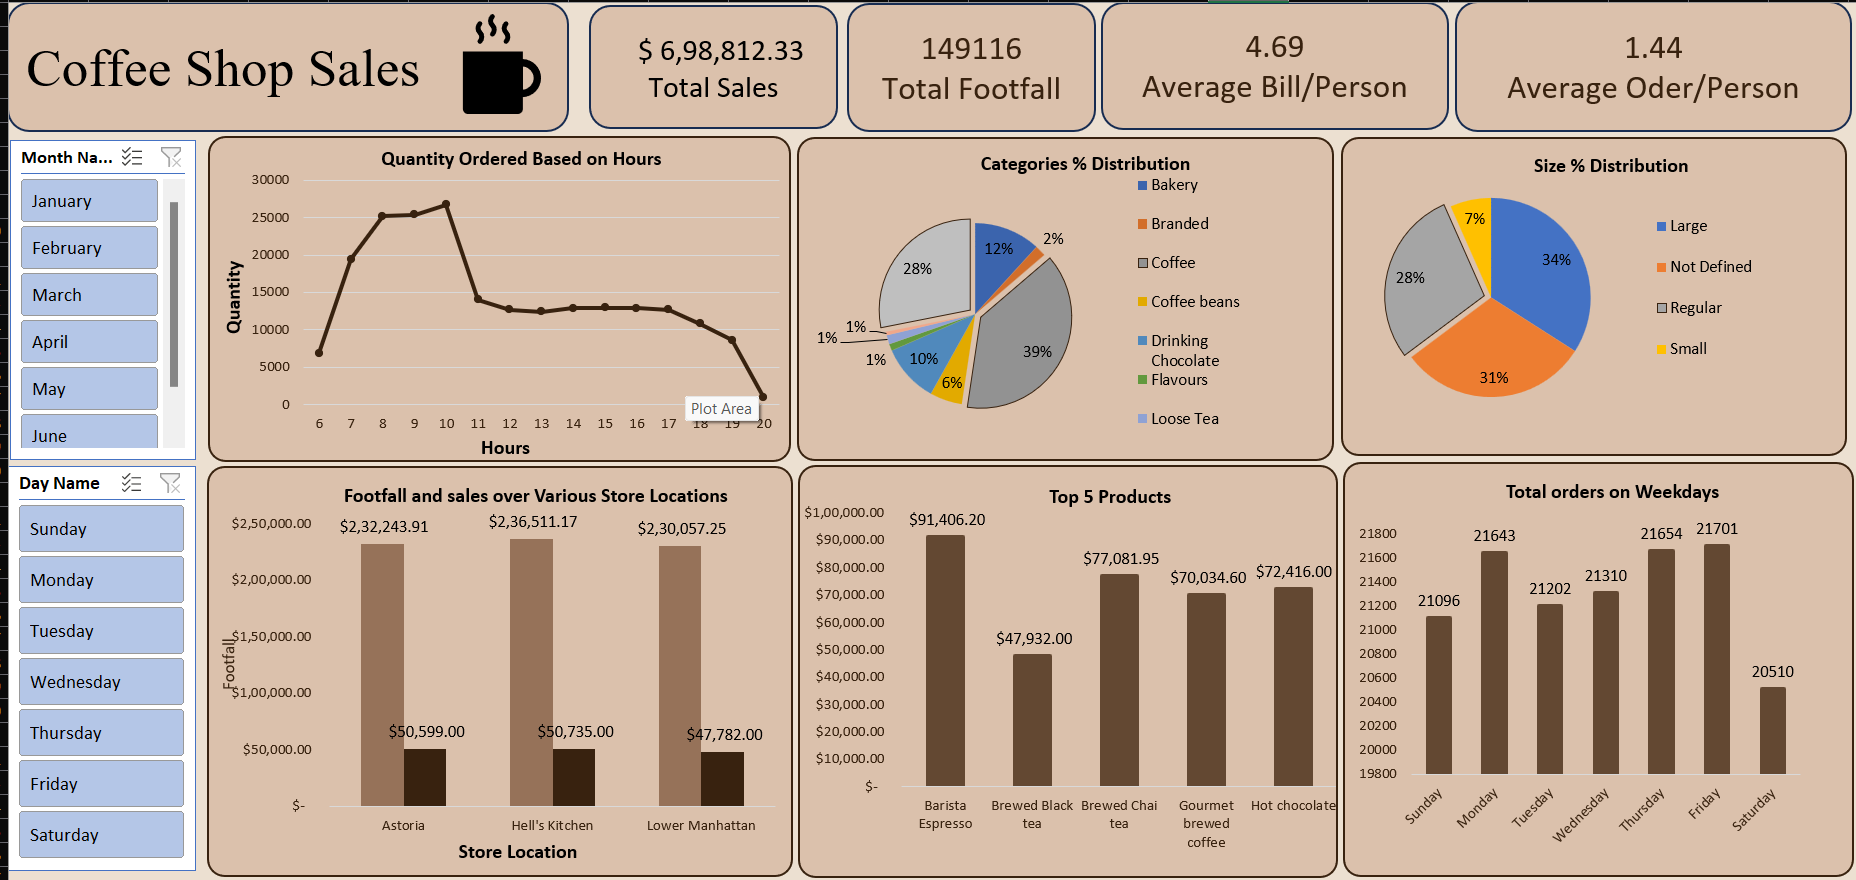 Coffee Shop Sales
$ 6,98,812.33
Total Sales
149116
Total Footfall
4.69
Average Bill/Person
1.44
Average Oder/Person
Month Na...
January
February
March
April
May
June
Day Name
Sunday
Monday
Tuesday
Wednesday
Thursday
Friday
Saturday
Quantity Ordered Based on Hours
Quantity
30000
25000
20000
15000
10000
5000
0
6 7 8 9 10 11 12 13 14 15 16 17 18 19 20
Plot Area
Hours
Categories % Distribution
12%
2%
39%
6%
10%
1%
1%
1%
28%
Bakery
Branded
Coffee
Coffee beans
Drinking
Chocolate
Flavours
Loose Tea
Size % Distribution
34%
31%
28%
7%
Large
Not Defined
Regular
Small
Footfall and sales over Various Store Locations
Footfall
$2,50,000.00
$2,00,000.00
$1,50,000.00
$1,00,000.00
$50,000.00
$-
$2,32,243.91
$2,36,511.17
$2,30,057.25
$50,599.00
$50,735.00
$47,782.00
Astoria
Hell's Kitchen
Lower Manhattan
Store Location
Top 5 Products
$1,00,000.00
$90,000.00
$80,000.00
$70,000.00
$60,000.00
$50,000.00
$40,000.00
$30,000.00
$20,000.00
$10,000.00
$-
$91,406.20
$47,932.00
$77,081.95
$70,034.60
$72,416.00
Barista
Espresso
Brewed Black
tea
Brewed Chai
tea
Gourmet
brewed
coffee
Hot chocolate
Total orders on Weekdays
21800
21600
21400
21200
21000
20800
20600
20400
20200
20000
19800
21096
21643
21202
21310
21654
21701
20510
Sunday
Monday
Tuesday
Wednesday
Thursday
Friday
Saturday